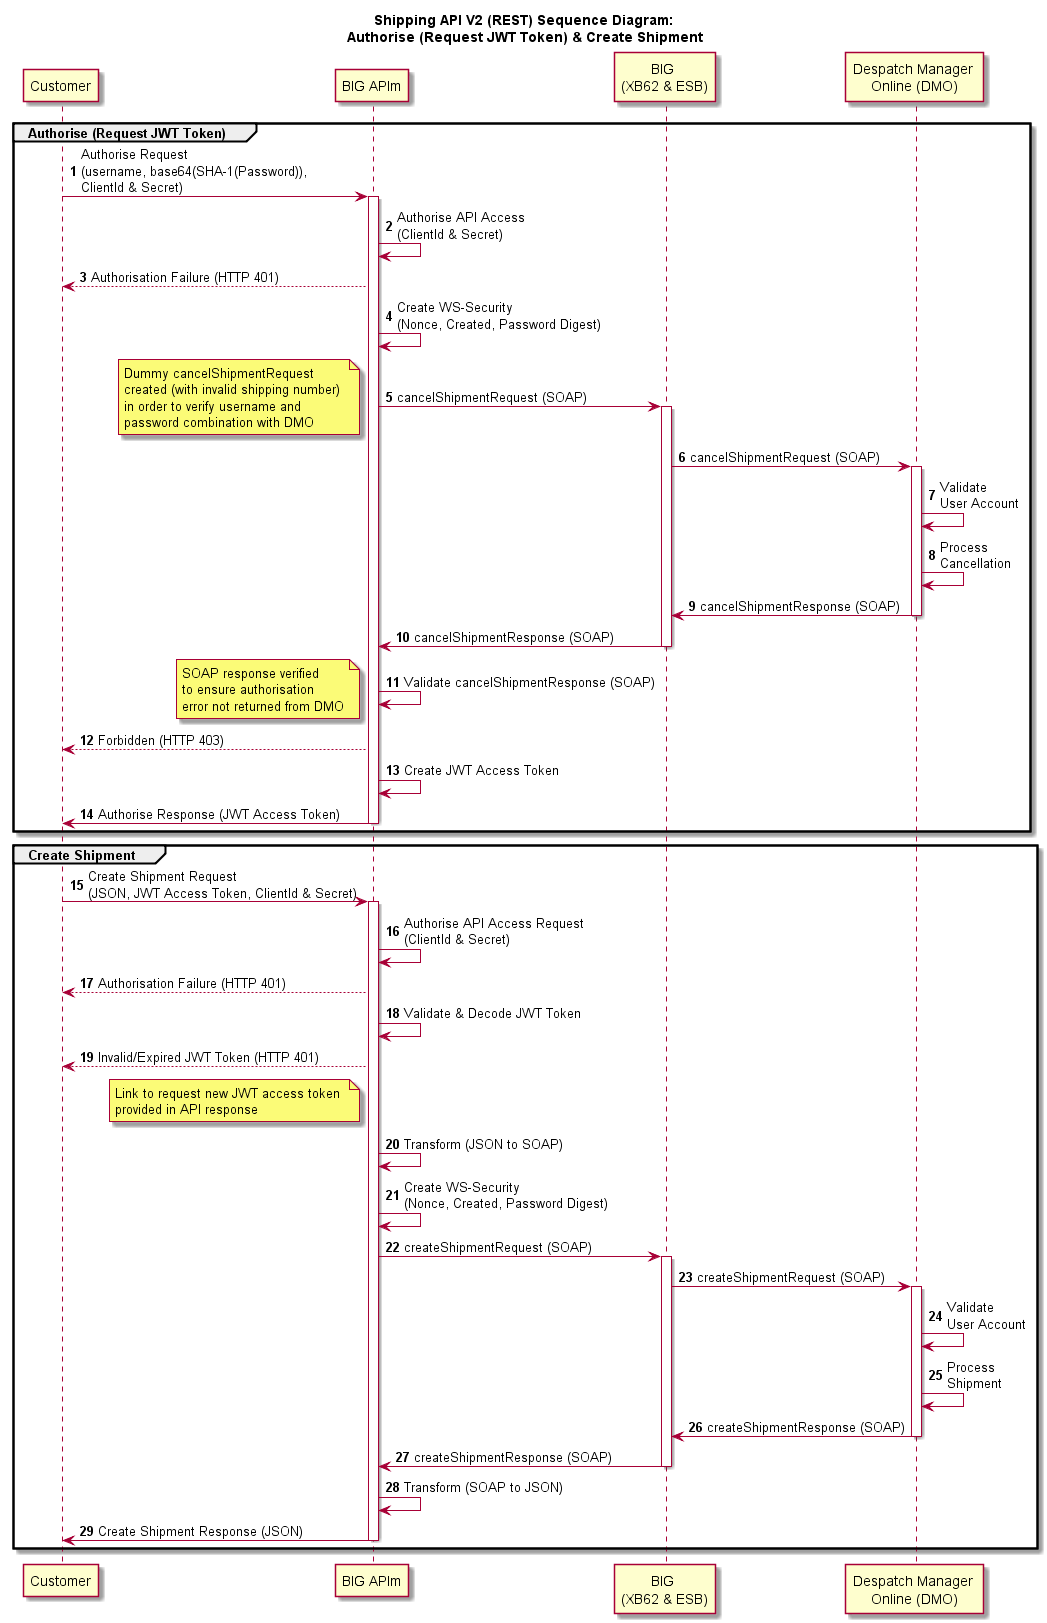 Shipping API V2 (REST) Sequence Diagram:
Authorise (Request JWT Token) & Create Shipment
Customer
BIG APIm
BIG
(XB62 & ESB)
Despatch Manager
Online (DMO)
Authorise (Request JWT Token)
1 Authorise Request
(username, base64(SHA-1(Password)),
ClientId & Secret)
2 Authorise API Access
(ClientId & Secret)
3 Authorisation Failure (HTTP 401)
4 Create WS-Security
(Nonce, Created, Password Digest)
Dummy cancelShipmentRequest
created (with invalid shipping number)
in order to verify username and
password combination with DMO
5 cancelShipmentRequest (SOAP)
6 cancelShipmentRequest (SOAP)
7 Validate
User Account
8 Process
Cancellation
9 cancelShipmentResponse (SOAP)
10 cancelShipmentResponse (SOAP)
SOAP response verified
to ensure authorisation
error not returned from DMO
11 Validate cancelShipmentResponse (SOAP)
12 Forbidden (HTTP 403)
13 Create JWT Access Token
14 Authorise Response (JWT Access Token)
Create Shipment
15 Create Shipment Request
(JSON, JWT Access Token, ClientId & Secret)
16 Authorise API Access Request
(ClientId & Secret)
17 Authorisation Failure (HTTP 401)
18 Validate & Decode JWT Token
19 Invalid/Expired JWT Token (HTTP 401)
Link to request new JWT access token
provided in API response
20 Transform (JSON to SOAP)
21 Create WS-Security
(Nonce, Created, Password Digest)
22 createShipmentRequest (SOAP)
23 createShipmentRequest (SOAP)
24 Validate
User Account
25 Process
Shipment
26 createShipmentResponse (SOAP)
27 createShipmentResponse (SOAP)
28 Transform (SOAP to JSON)
29 Create Shipment Response (JSON)
Customer
BIG APIm
BIG
(XB62 & ESB)
Despatch Manager
Online (DMO)